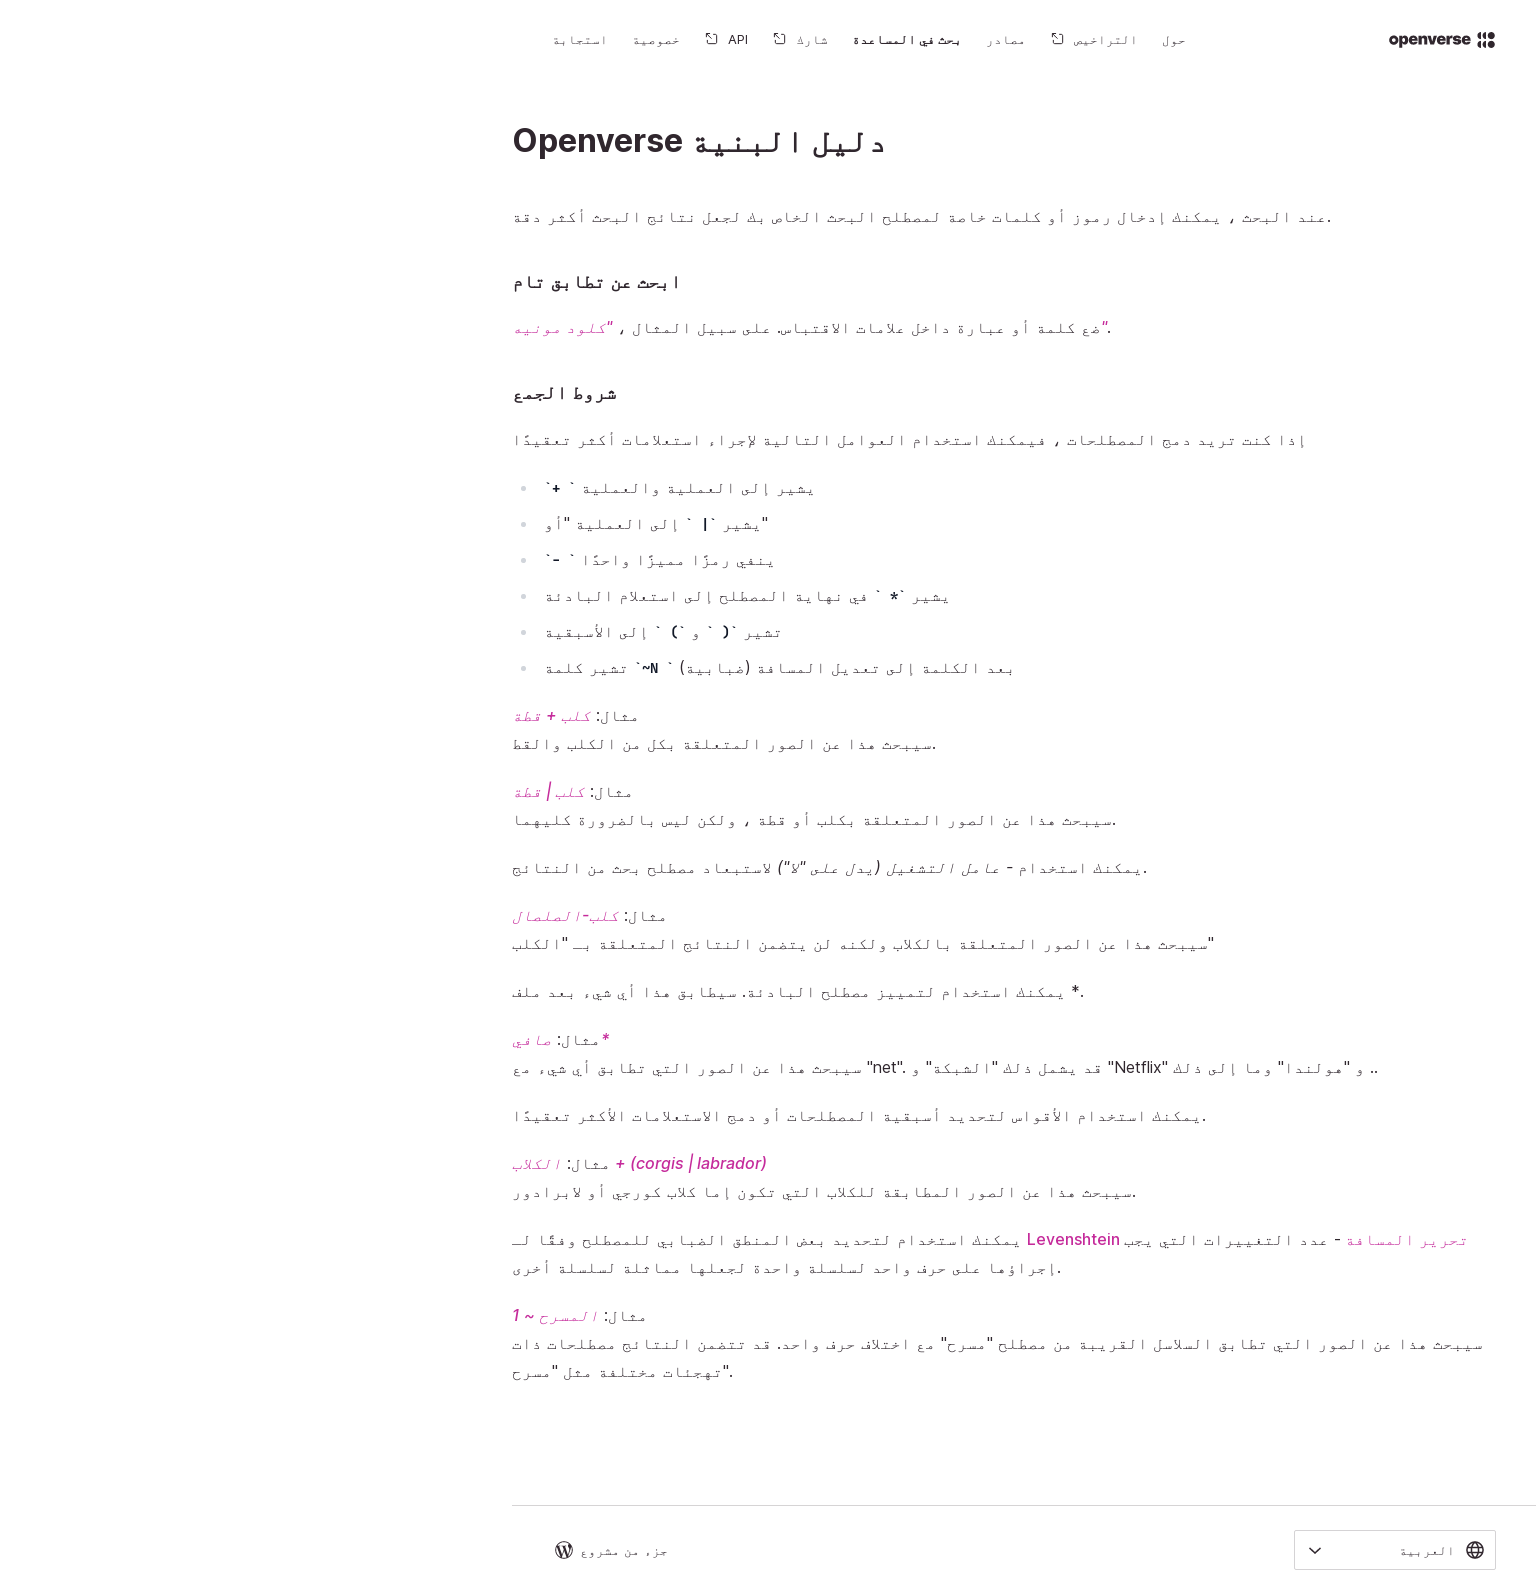 openverse
حول
التراخيص
مصادر
بحث في المساعدة
شارك
API
خصوصية
استجابة
Openverse دليل البنية
عند البحث ، يمكنك إدخال رموز أو كلمات خاصة لمصطلح البحث الخاص بك لجعل نتائج البحث أكثر دقة.
ابحث عن تطابق تام
ضع كلمة أو عبارة داخل علامات الاقتباس. على سبيل المثال ، "كلود مونيه".
شروط الجمع
إذا كنت تريد دمج المصطلحات ، فيمكنك استخدام العوامل التالية لإجراء استعلامات أكثر تعقيدًا
`+ ` يشير إلى العملية والعملية
يشير `| ` إلى العملية "أو"
`- ` ينفي رمزًا مميزًا واحدًا
يشير `* ` في نهاية المصطلح إلى استعلام البادئة
تشير `( ` و `) ` إلى الأسبقية
تشير كلمة `~N ` بعد الكلمة إلى تعديل المسافة (ضبابية)
مثال: كلب + قطة
سيبحث هذا عن الصور المتعلقة بكل من الكلب والقط.
مثال: كلب | قطة
سيبحث هذا عن الصور المتعلقة بكلب أو قطة ، ولكن ليس بالضرورة كليهما.
يمكنك استخدام - عامل التشغيل (يدل على "لا") لاستبعاد مصطلح بحث من النتائج.
مثال: كلب-الصلصال
سيبحث هذا عن الصور المتعلقة بالكلاب ولكنه لن يتضمن النتائج المتعلقة بـ "الكلب"
يمكنك استخدام لتمييز مصطلح البادئة. سيطابق هذا أي شيء بعد ملف *.
مثال: صافي*
سيبحث هذا عن الصور التي تطابق أي شيء مع "net". قد يشمل ذلك "الشبكة" و "Netflix" و "هولندا" وما إلى ذلك ..
يمكنك استخدام الأقواس لتحديد أسبقية المصطلحات أو دمج الاستعلامات الأكثر تعقيدًا.
مثال: الكلاب + (corgis | labrador)
سيبحث هذا عن الصور المطابقة للكلاب التي تكون إما كلاب كورجي أو لابرادور.
يمكنك استخدام لتحديد بعض المنطق الضبابي للمصطلح وفقًا لـ Levenshtein تحرير المسافة - عدد التغييرات التي يجب
إجراؤها على حرف واحد لسلسلة واحدة لجعلها مماثلة لسلسلة أخرى.
مثال: المسرح ~ 1
سيبحث هذا عن الصور التي تطابق السلاسل القريبة من مصطلح "مسرح" مع اختلاف حرف واحد. قد تتضمن النتائج مصطلحات ذات
تهجئات مختلفة مثل "مسرح".
العربية
جزء من مشروع